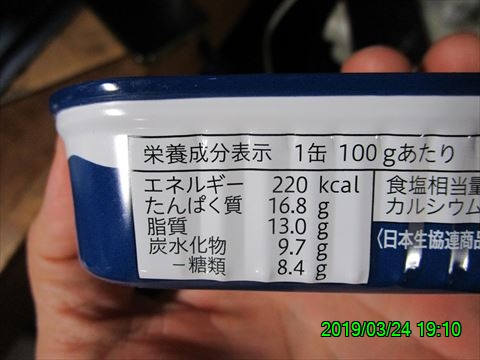 栄養成分表示 1缶 100gあたり
エネルギー 220 kcal
たんぱく質 16.8 g
脂質 13.0 g
炭水化物 9.7 g
－糖類 8.4 g
食塩相当量
カルシウム
〈日本生協連商品
2019/03/24 19:10